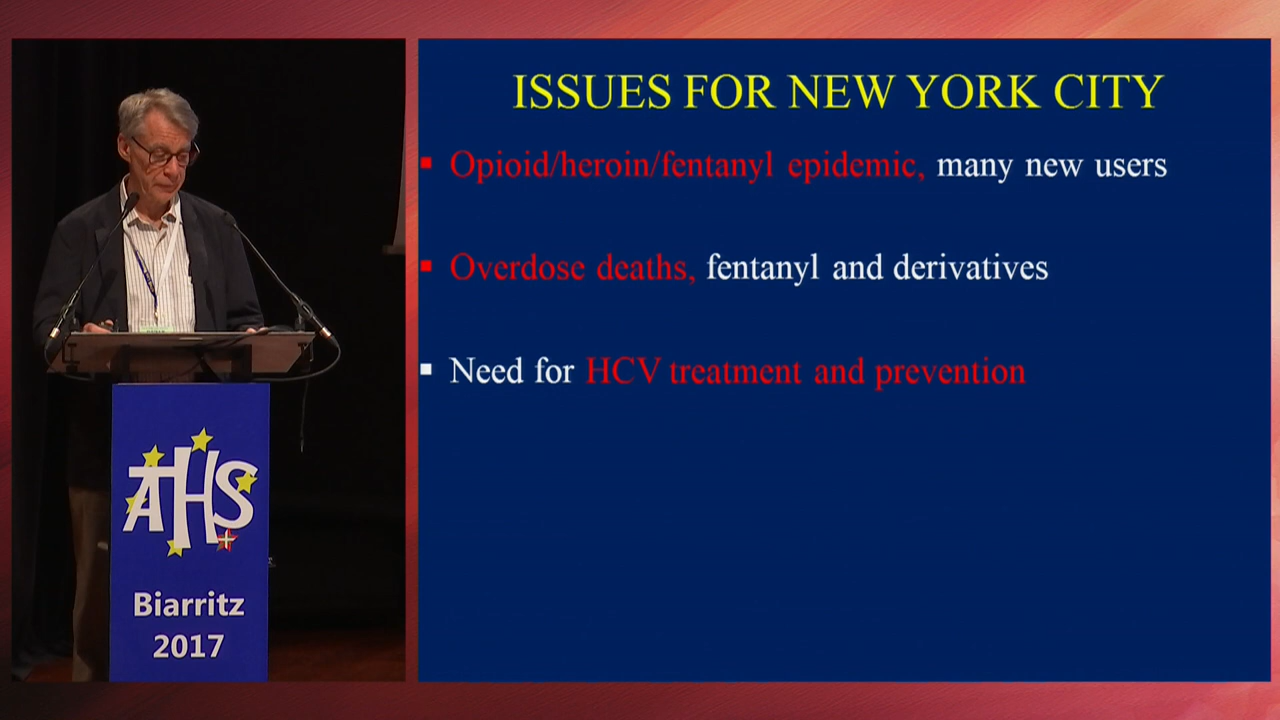 ISSUES FOR NEW YORK CITY
▪ Opioid/heroin/fentanyl epidemic, many new users
▪ Overdose deaths, fentanyl and derivatives
▪ Need for HCV treatment and prevention
AHS
Biarritz
2017